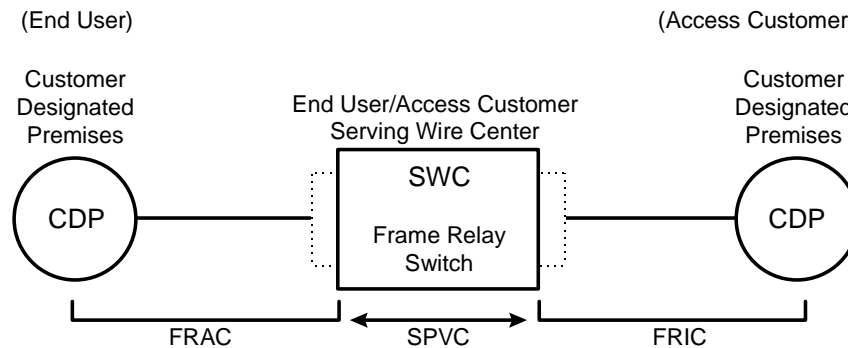 (End User)
(Access Customer
Customer
Designated
Premises
End User/Access Customer
Serving Wire Center
Customer
Designated
Premises
CDP
SWC
Frame Relay
Switch
CDP
FRAC
SPVC
FRIC